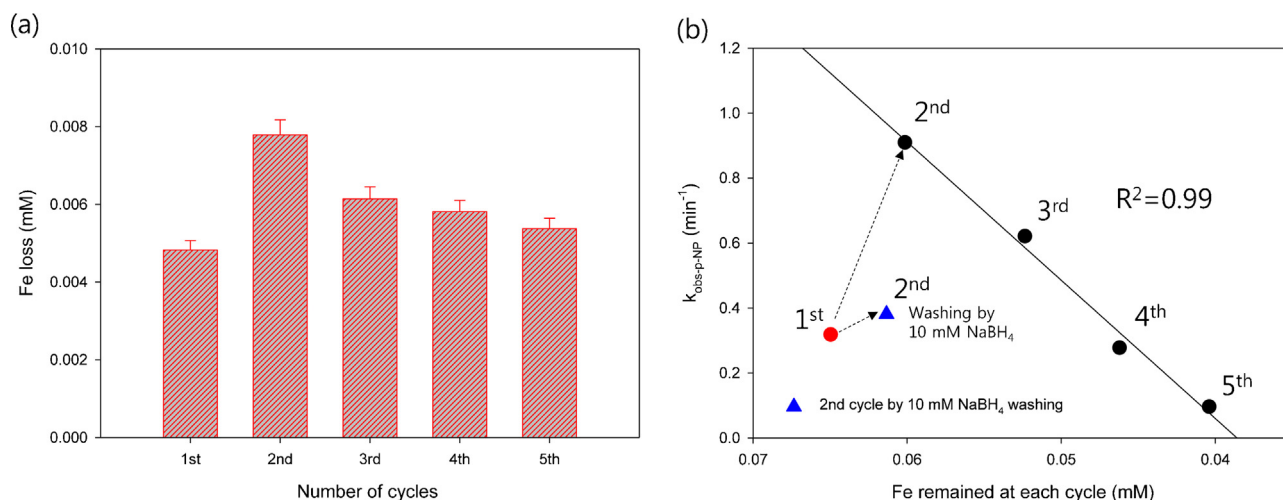 (a)
0.010
0.008
0.006
0.004
0.002
0.000
Fe loss (mM)
1st 2nd 3rd 4th 5th
Number of cycles
(b)
1.2
1.0
0.8
0.6
0.4
0.2
0.0
k_obs-p-NP (min⁻¹)
2ⁿᵈ
3ʳᵈ
R²=0.99
2ⁿᵈ
Washing by
10 mM NaBH₄
1ˢᵗ
4ᵗʰ
5ᵗʰ
2nd cycle by 10 mM NaBH₄ washing
0.07 0.06 0.05 0.04
Fe remained at each cycle (mM)